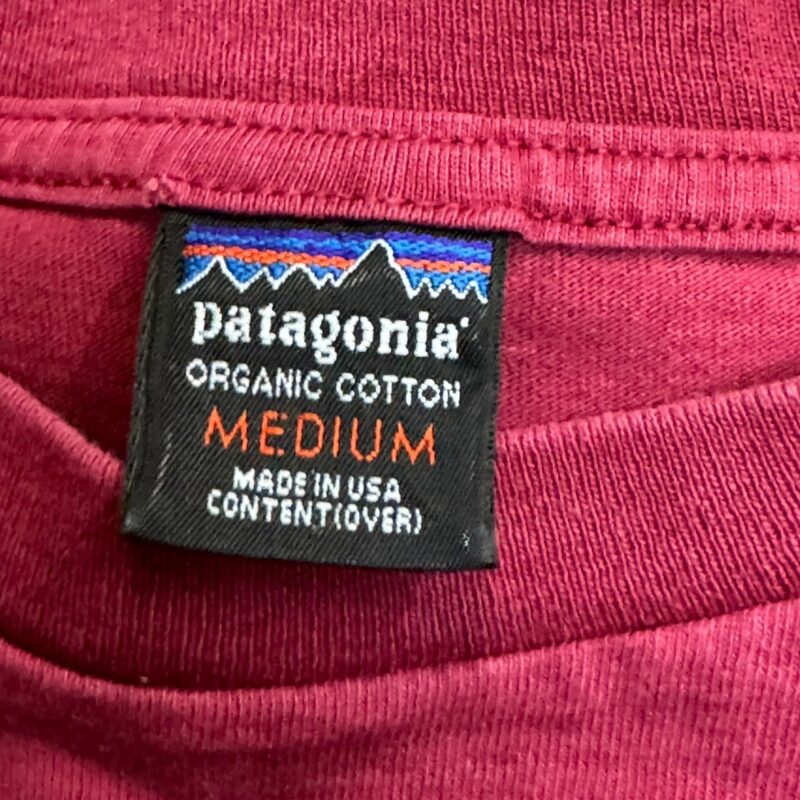 patagonia®
ORGANIC COTTON
MEDIUM
MADE IN USA
CONTENT(OVER)